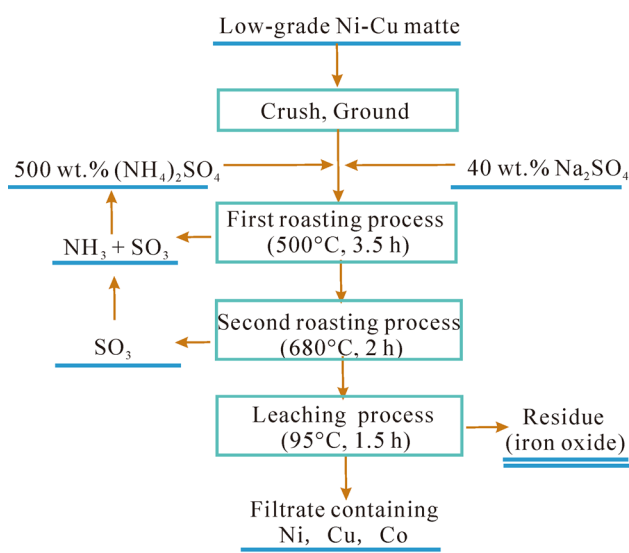 Low-grade Ni-Cu matte
Crush, Ground
500 wt.% (NH₄)₂SO₄
40 wt.% Na₂SO₄
First roasting process
(500°C, 3.5 h)
NH₃ + SO₃
Second roasting process
(680°C, 2 h)
SO₃
Leaching process
(95°C, 1.5 h)
Residue
(iron oxide)
Filtrate containing
Ni, Cu, Co